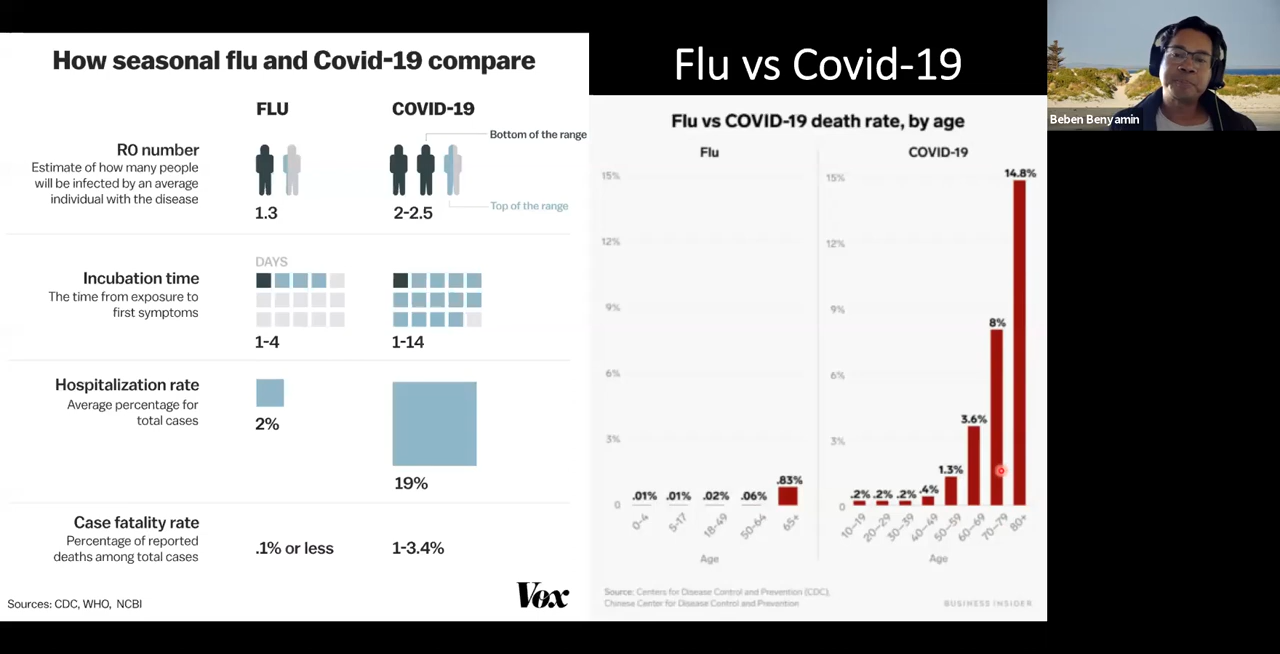 How seasonal flu and Covid-19 compare
FLU
COVID-19
R0 number
Estimate of how many people
will be infected by an average
individual with the disease
1.3
2-2.5
Bottom of the range
Top of the range
DAYS
Incubation time
The time from exposure to
first symptoms
1-4
1-14
Hospitalization rate
Average percentage for
total cases
2%
19%
Case fatality rate
Percentage of reported
deaths among total cases
.1% or less
1-3.4%
Sources: CDC, WHO, NCBI
Vox
Flu vs Covid-19
Flu vs COVID-19 death rate, by age
Flu
15%
12%
9%
6%
3%
0
.01%
.01%
.02%
.06%
.83%
0-4
5-17
18-49
50-64
65+
Age
COVID-19
15%
12%
9%
6%
3%
0
.2%
.2%
.2%
.4%
1.3%
3.6%
8%
14.8%
10-19
20-29
30-39
40-49
50-59
60-69
70-79
80+
Age
Source: Centers for Disease Control and Prevention (CDC),
Chinese Center for Disease Control and Prevention
BUSINESS INSIDER
Beben Benyamin